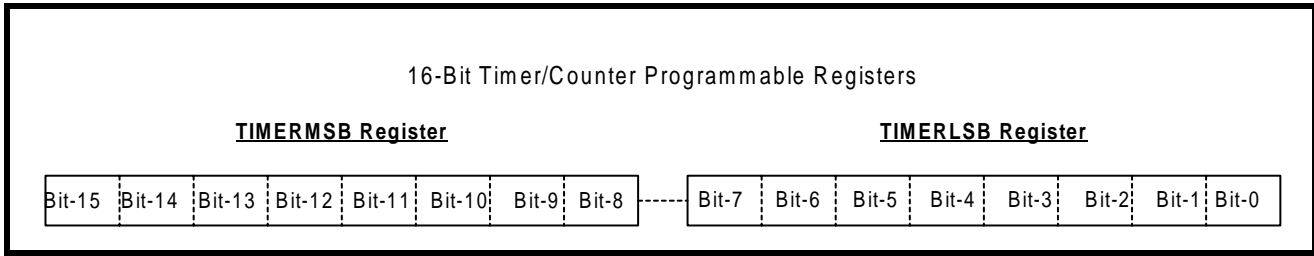 16-Bit Timer/Counter Programmable Registers
TIMERMSB Register TIMERLSB Register
Bit-15 Bit-14 Bit-13 Bit-12 Bit-11 Bit-10 Bit-9 Bit-8 Bit-7 Bit-6 Bit-5 Bit-4 Bit-3 Bit-2 Bit-1 Bit-0